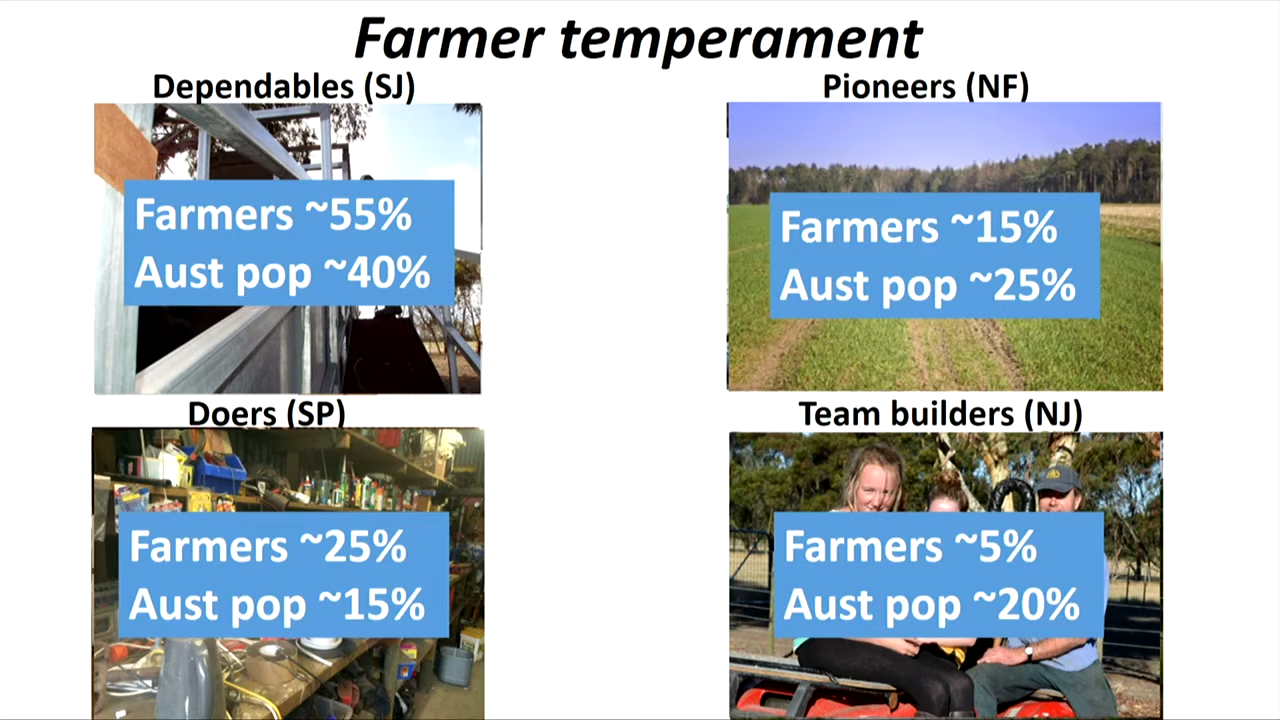 Farmer temperament
Dependables (SJ)
Farmers ~55%
Aust pop ~40%
Pioneers (NF)
Farmers ~15%
Aust pop ~25%
Doers (SP)
Farmers ~25%
Aust pop ~15%
Team builders (NJ)
Farmers ~5%
Aust pop ~20%